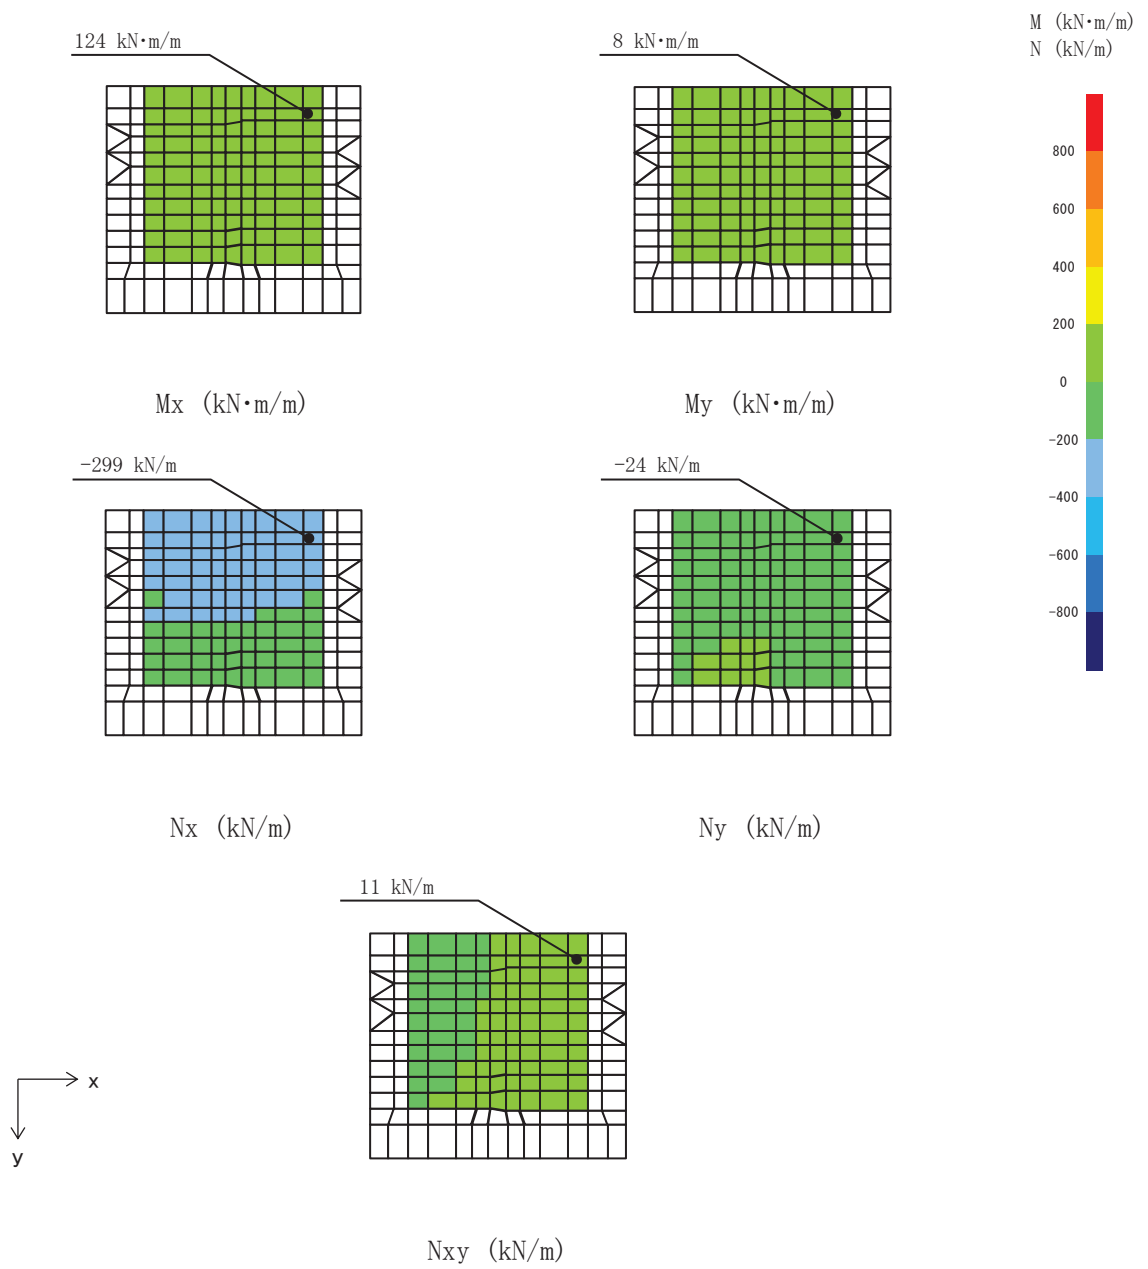 M (kN·m/m)
N (kN/m)
124 kN·m/m
8 kN·m/m
800
600
400
200
0
-200
-400
-600
-800
Mx (kN·m/m)
My (kN·m/m)
-299 kN/m
-24 kN/m
Nx (kN/m)
Ny (kN/m)
11 kN/m
x
y
Nxy (kN/m)